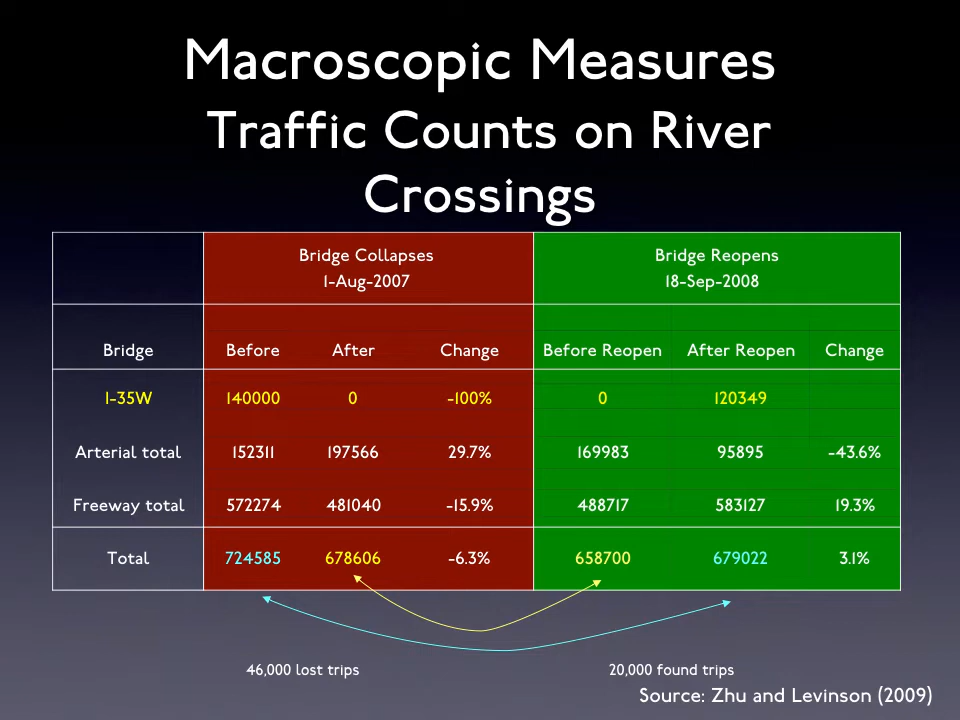 Macroscopic Measures
Traffic Counts on River
Crossings
Bridge Collapses Bridge Reopens
1-Aug-2007 18-Sep-2008
Bridge Before After Change Before Reopen After Reopen Change
I-35W 140000 0 -100% 0 120349
Arterial total 152311 197566 29.7% 169983 95895 -43.6%
Freeway total 572274 481040 -15.9% 488717 583127 19.3%
Total 724585 678606 -6.3% 658700 679022 3.1%
46,000 lost trips 20,000 found trips
Source: Zhu and Levinson (2009)